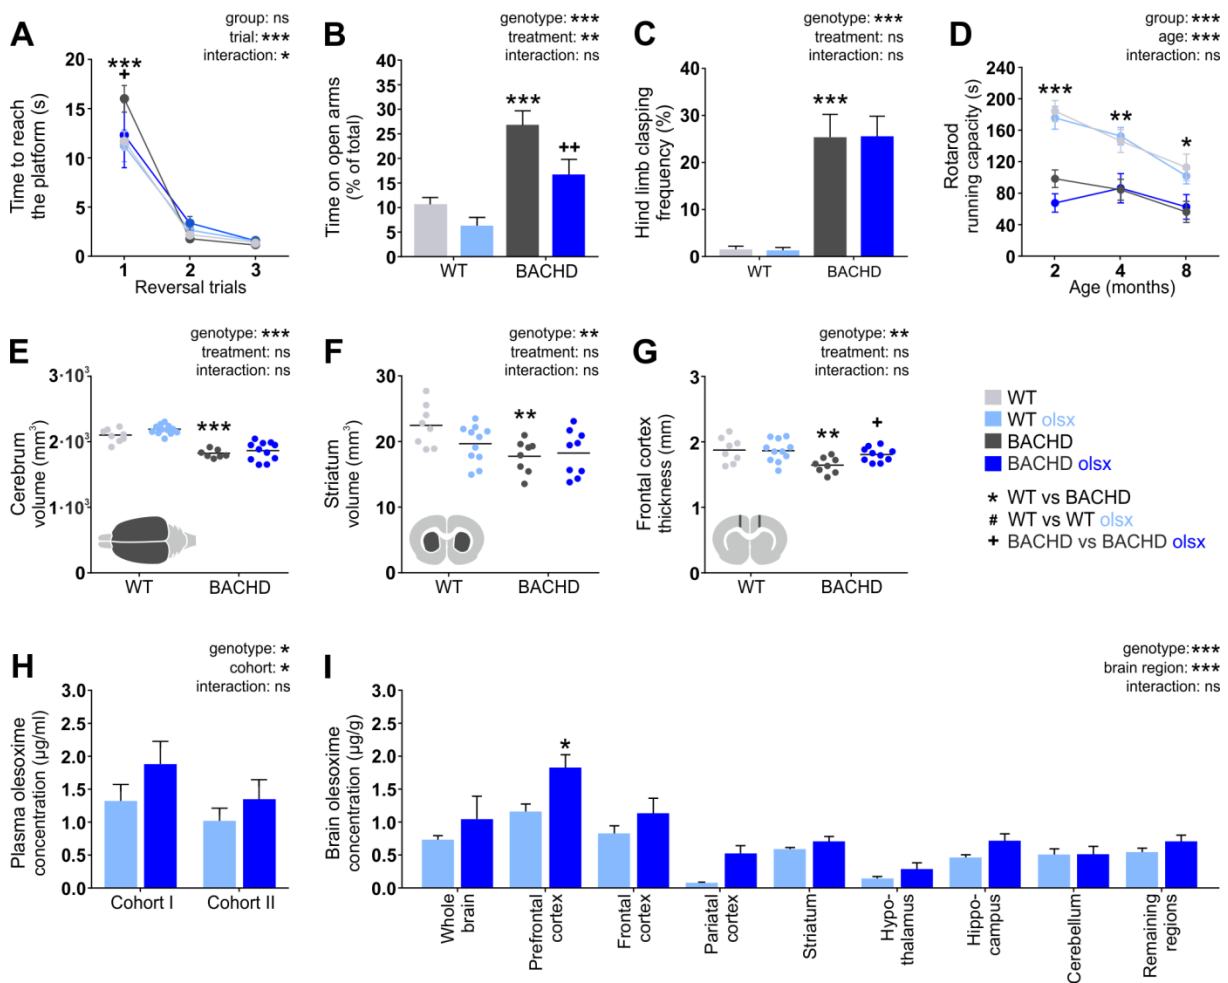 A
group: ns
trial: ***
interaction: *
Time to reach
the platform (s)
20
15
10
5
0
***
+
1 2 3
Reversal trials
B
genotype: ***
treatment: **
interaction: ns
Time on open arms
(% of total)
40
35
30
25
20
15
10
5
0
***
++
WT BACHD
C
genotype: ***
treatment: ns
interaction: ns
Hind limb clasping
frequency (%)
40
30
20
10
0
***
WT BACHD
D
group: ***
age: ***
interaction: ns
Rotarod
running capacity (s)
240
200
160
120
80
40
0
***
**
*
2 4 8
Age (months)
E
genotype: ***
treatment: ns
interaction: ns
Cerebrum
volume (mm³)
3·10³
2·10³
1·10³
0
***
WT BACHD
F
genotype: **
treatment: ns
interaction: ns
Striatum
volume (mm³)
30
20
10
0
**
WT BACHD
G
genotype: **
treatment: ns
interaction: ns
Frontal cortex
thickness (mm)
3
2
1
0
**
+
WT BACHD
WT
WT olsx
BACHD
BACHD olsx
* WT vs BACHD
# WT vs WT olsx
+ BACHD vs BACHD olsx
H
genotype: *
cohort: *
interaction: ns
Plasma olesoxime
concentration (µg/ml)
3.0
2.5
2.0
1.5
1.0
0.5
0.0
Cohort I Cohort II
I
genotype: ***
brain region: ***
interaction: ns
Brain olesoxime
concentration (µg/g)
3.0
2.5
2.0
1.5
1.0
0.5
0.0
*
Whole
brain
Prefrontal
cortex
Frontal
cortex
Pariatal
cortex
Striatum
Hypo-
thalamus
Hippo-
campus
Cerebellum
Remaining
regions